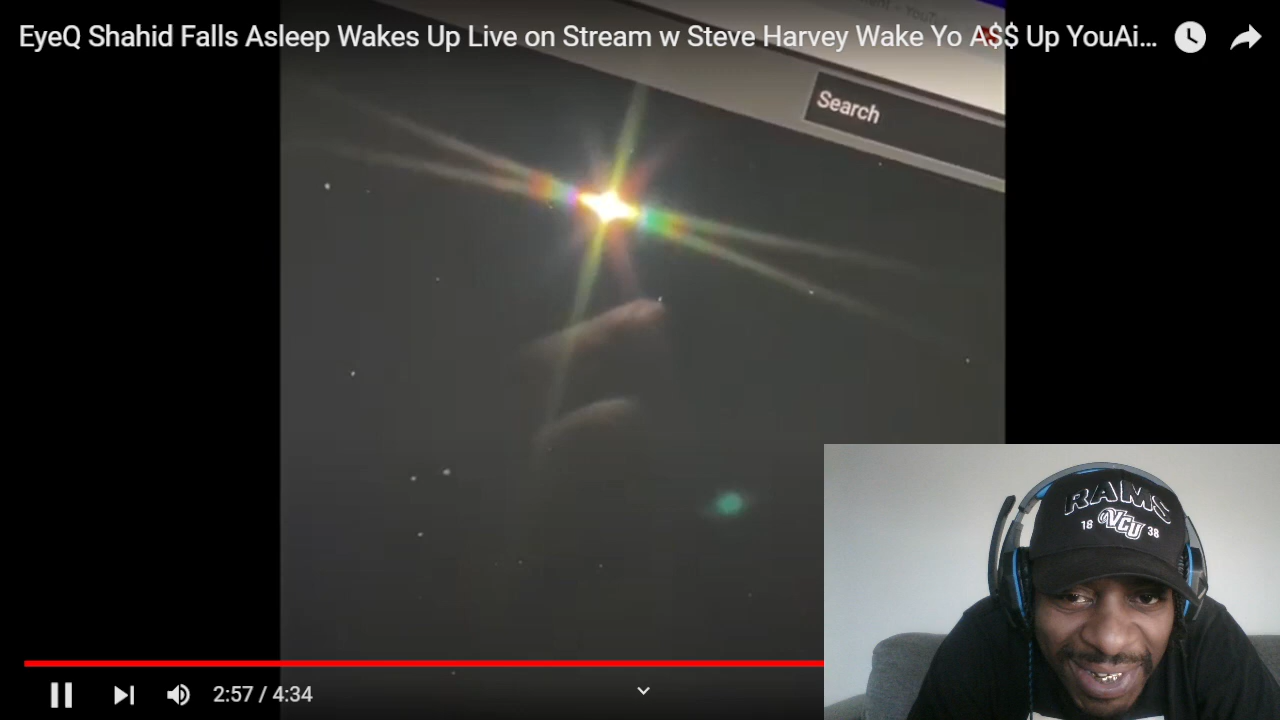 EyeQ Shahid Falls Asleep Wakes Up Live on Stream w Steve Harvey Wake Yo A$$ Up YouAi...
Search
RAMS
18 VCU 38
2:57 / 4:34